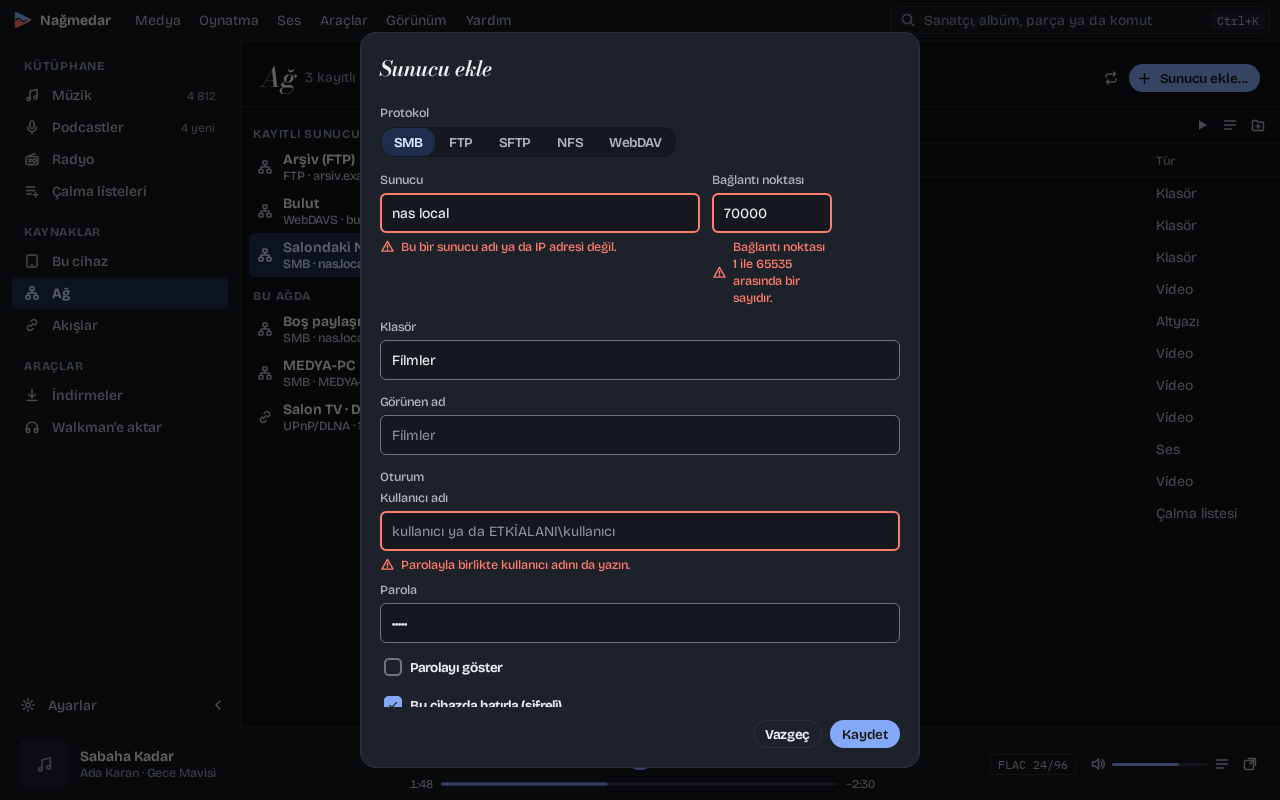 Nağmedar
Medya
Oynatma
Ses
Araçlar
Görünüm
Yardım
Sanatçı, albüm, parça ya da komut
Ctrl+K
KÜTÜPHANE
Müzik
4 812
Podcastler
4 yeni
Radyo
Çalma listeleri
KAYNAKLAR
Bu cihaz
Ağ
Akışlar
ARAÇLAR
İndirmeler
Walkman'e aktar
Ayarlar
Ağ
3 kayıtlı
Sunucu ekle...
KAYITLI SUNUCU
Arşiv (FTP)
FTP · arsiv.exa
Bulut
WebDAVS · bu
Salondaki N
SMB · nas.loca
BU AĞDA
Boş paylaşı
SMB · nas.loca
MEDYA-PC
SMB · MEDYA-
Salon TV · D
UPnP/DLNA ·
Tür
Klasör
Klasör
Klasör
Video
Altyazı
Video
Video
Video
Ses
Video
Çalma listesi
Sunucu ekle
Protokol
SMB
FTP
SFTP
NFS
WebDAV
Sunucu
Bağlantı noktası
nas local
70000
Bu bir sunucu adı ya da IP adresi değil.
Bağlantı noktası
1 ile 65535
arasında bir
sayıdır.
Klasör
Filmler
Görünen ad
Filmler
Oturum
Kullanıcı adı
kullanıcı ya da ETKİALANI\kullanıcı
Parolayla birlikte kullanıcı adını da yazın.
Parola
•••••
Parolayı göster
Bu cihazda hatırla (şifreli)
Vazgeç
Kaydet
Sabaha Kadar
Ada Karan · Gece Mavisi
1:48
−2:30
FLAC 24/96